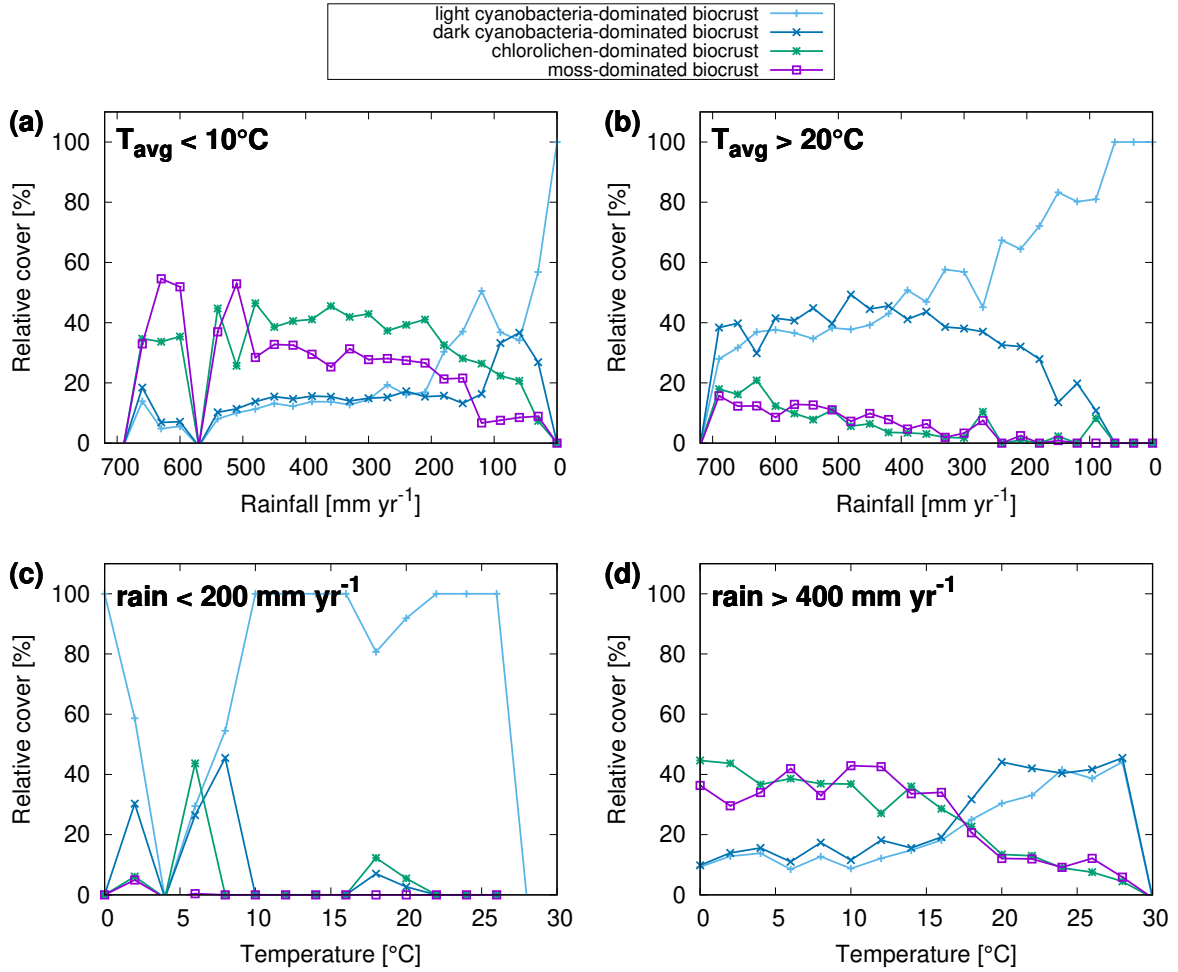 light cyanobacteria-dominated biocrust
dark cyanobacteria-dominated biocrust
chlorolichen-dominated biocrust
moss-dominated biocrust
(a)
T_avg < 10°C
Relative cover [%]
100
80
60
40
20
0
700 600 500 400 300 200 100 0
Rainfall [mm yr⁻¹]
(b)
T_avg > 20°C
Relative cover [%]
100
80
60
40
20
0
700 600 500 400 300 200 100 0
Rainfall [mm yr⁻¹]
(c)
rain < 200 mm yr⁻¹
Relative cover [%]
100
80
60
40
20
0
0 5 10 15 20 25 30
Temperature [°C]
(d)
rain > 400 mm yr⁻¹
Relative cover [%]
100
80
60
40
20
0
0 5 10 15 20 25 30
Temperature [°C]